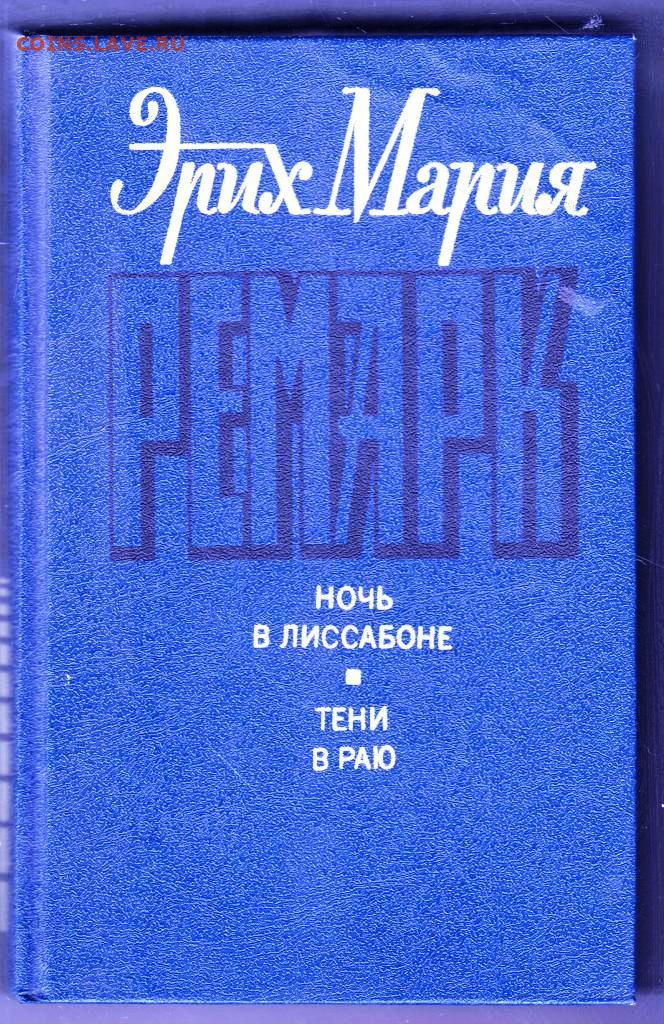 COINS.LAVE.RU
Эрих Мария
РЕМАРК
НОЧЬ
В ЛИССАБОНЕ
ТЕНИ
В РАЮ